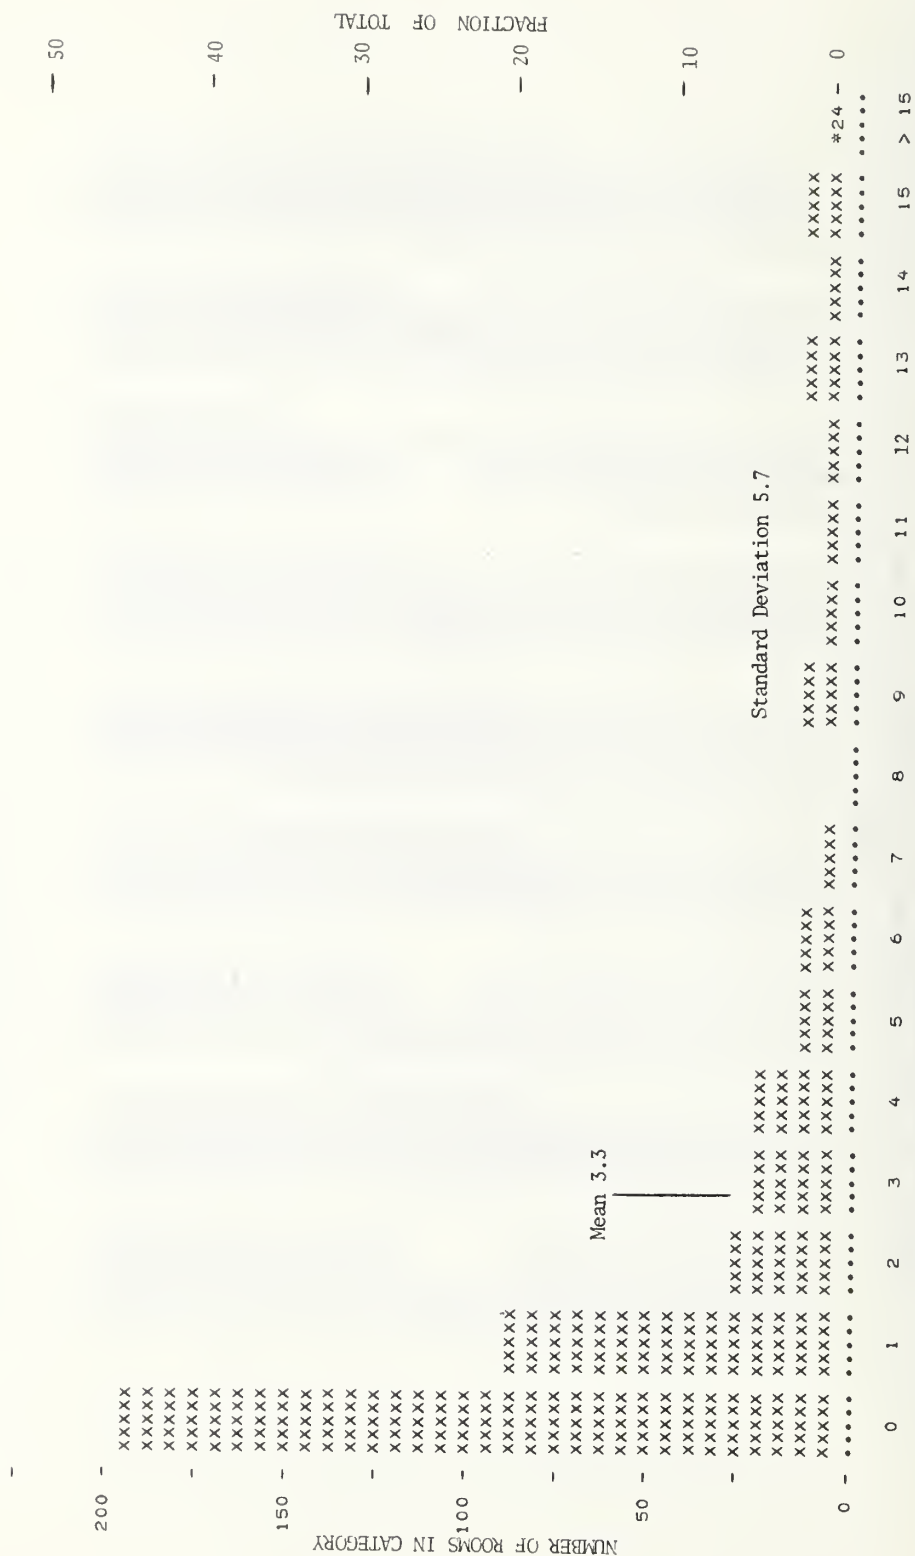 NUMBER OF ROOMS IN CATEGORY
200
150
100
50
0
Mean 3.3
Standard Deviation 5.7
*24
0 1 2 3 4 5 6 7 8 9 10 11 12 13 14 15 > 15
50
40
30
20
10
0
FRACTION OF TOTAL